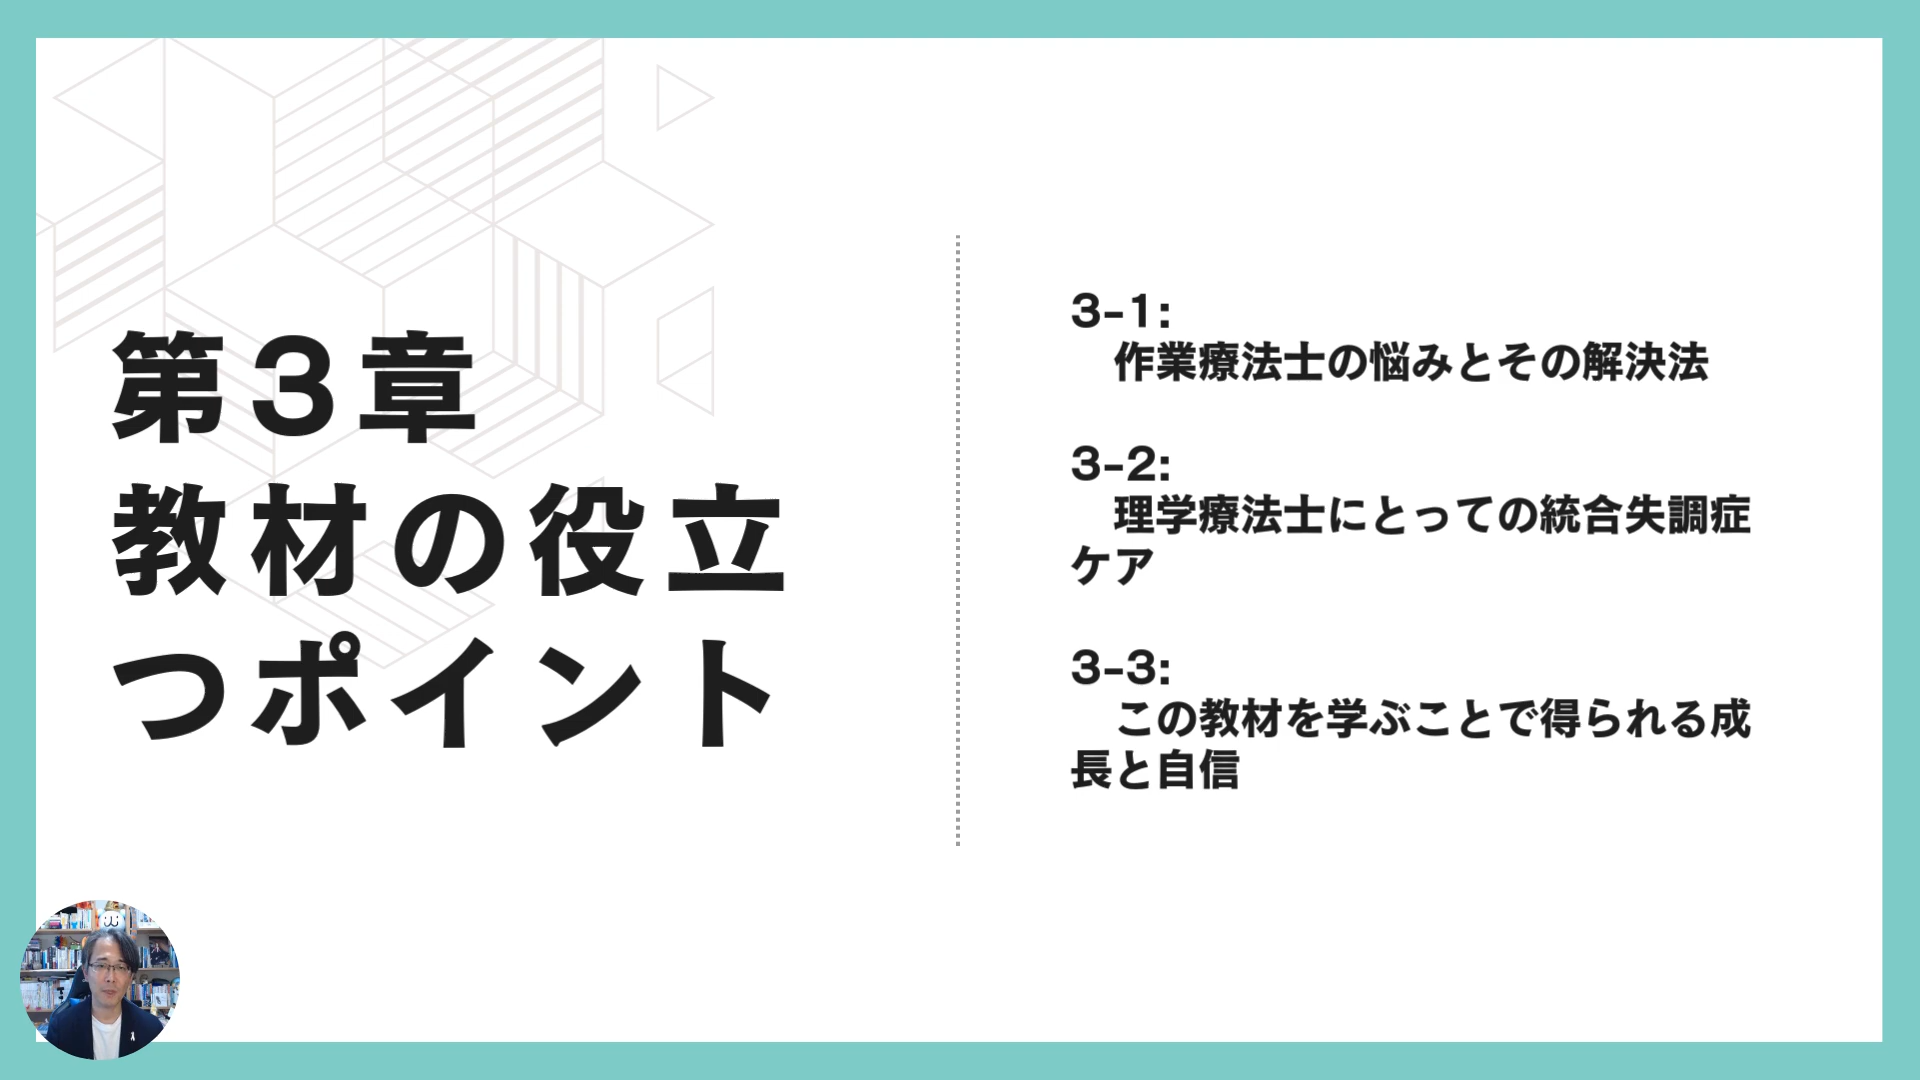 第3章
教材の役立
つポイント
3-1:
　作業療法士の悩みとその解決法
3-2:
　理学療法士にとっての統合失調症
ケア
3-3:
　この教材を学ぶことで得られる成
長と自信